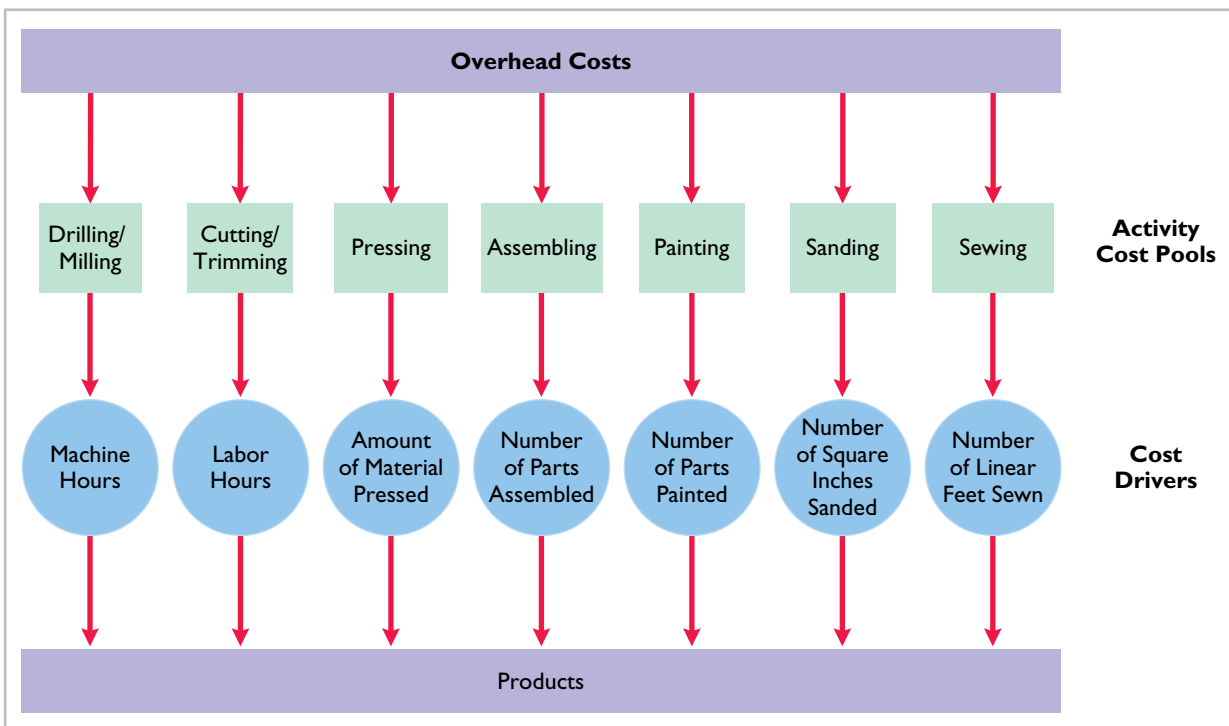 Overhead Costs
Drilling/
Milling
Cutting/
Trimming
Pressing
Assembling
Painting
Sanding
Sewing
Activity
Cost Pools
Machine
Hours
Labor
Hours
Amount
of Material
Pressed
Number
of Parts
Assembled
Number
of Parts
Painted
Number
of Square
Inches
Sanded
Number
of Linear
Feet Sewn
Cost
Drivers
Products